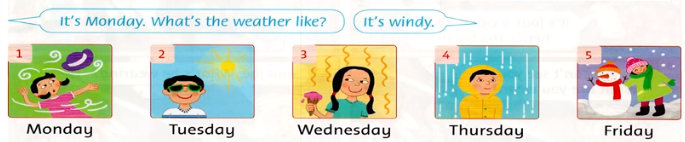 It's Monday. What's the weather like?
It's windy.
1
2
3
4
5
Monday
Tuesday
Wednesday
Thursday
Friday